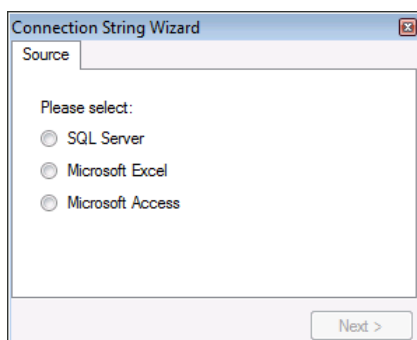 Connection String Wizard
Source
Please select:
SQL Server
Microsoft Excel
Microsoft Access
Next >